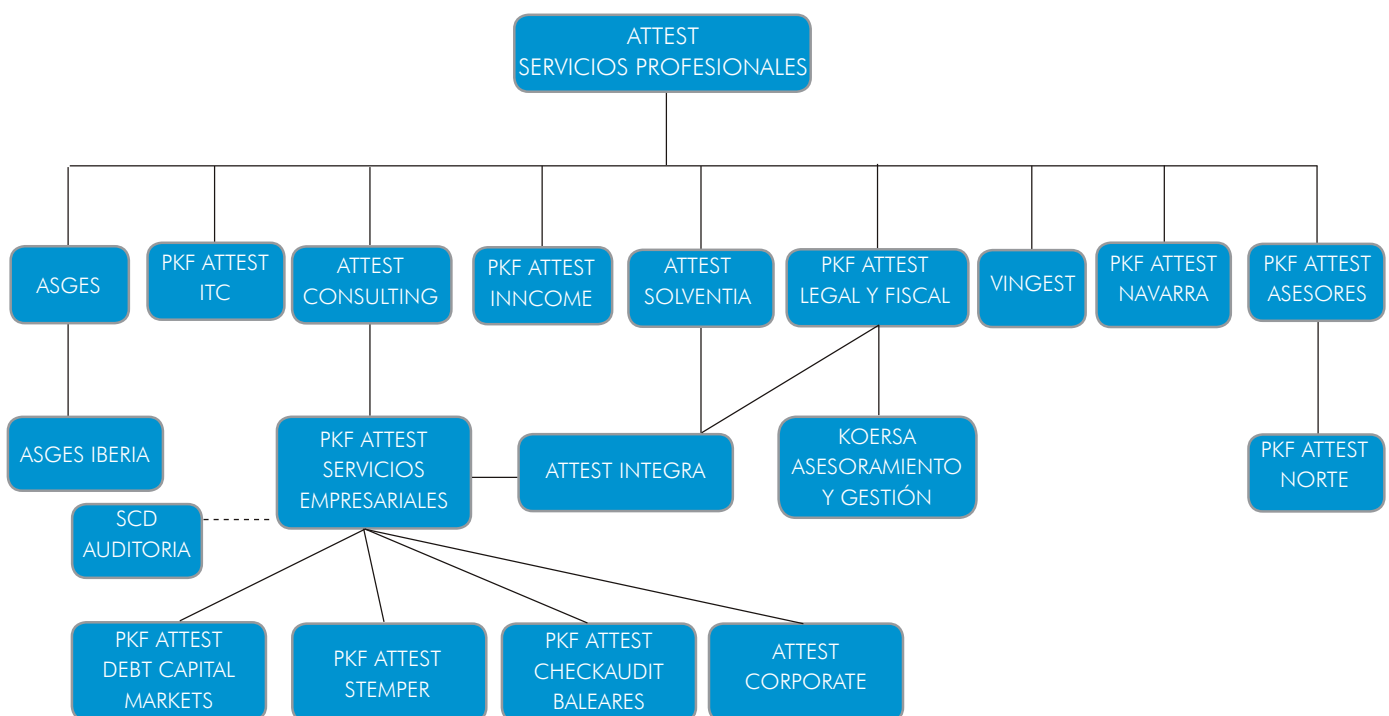 ATTEST
SERVICIOS PROFESIONALES
ASGES
PKF ATTEST
ITC
ATTEST
CONSULTING
PKF ATTEST
INNCOME
ATTEST
SOLVENTIA
PKF ATTEST
LEGAL Y FISCAL
VINGEST
PKF ATTEST
NAVARRA
PKF ATTEST
ASESORES
ASGES IBERIA
PKF ATTEST
SERVICIOS
EMPRESARIALES
ATTEST INTEGRA
KOERSA
ASESORAMIENTO
Y GESTIÓN
PKF ATTEST
NORTE
SCD
AUDITORIA
PKF ATTEST
DEBT CAPITAL
MARKETS
PKF ATTEST
STEMPER
PKF ATTEST
CHECKAUDIT
BALEARES
ATTEST
CORPORATE